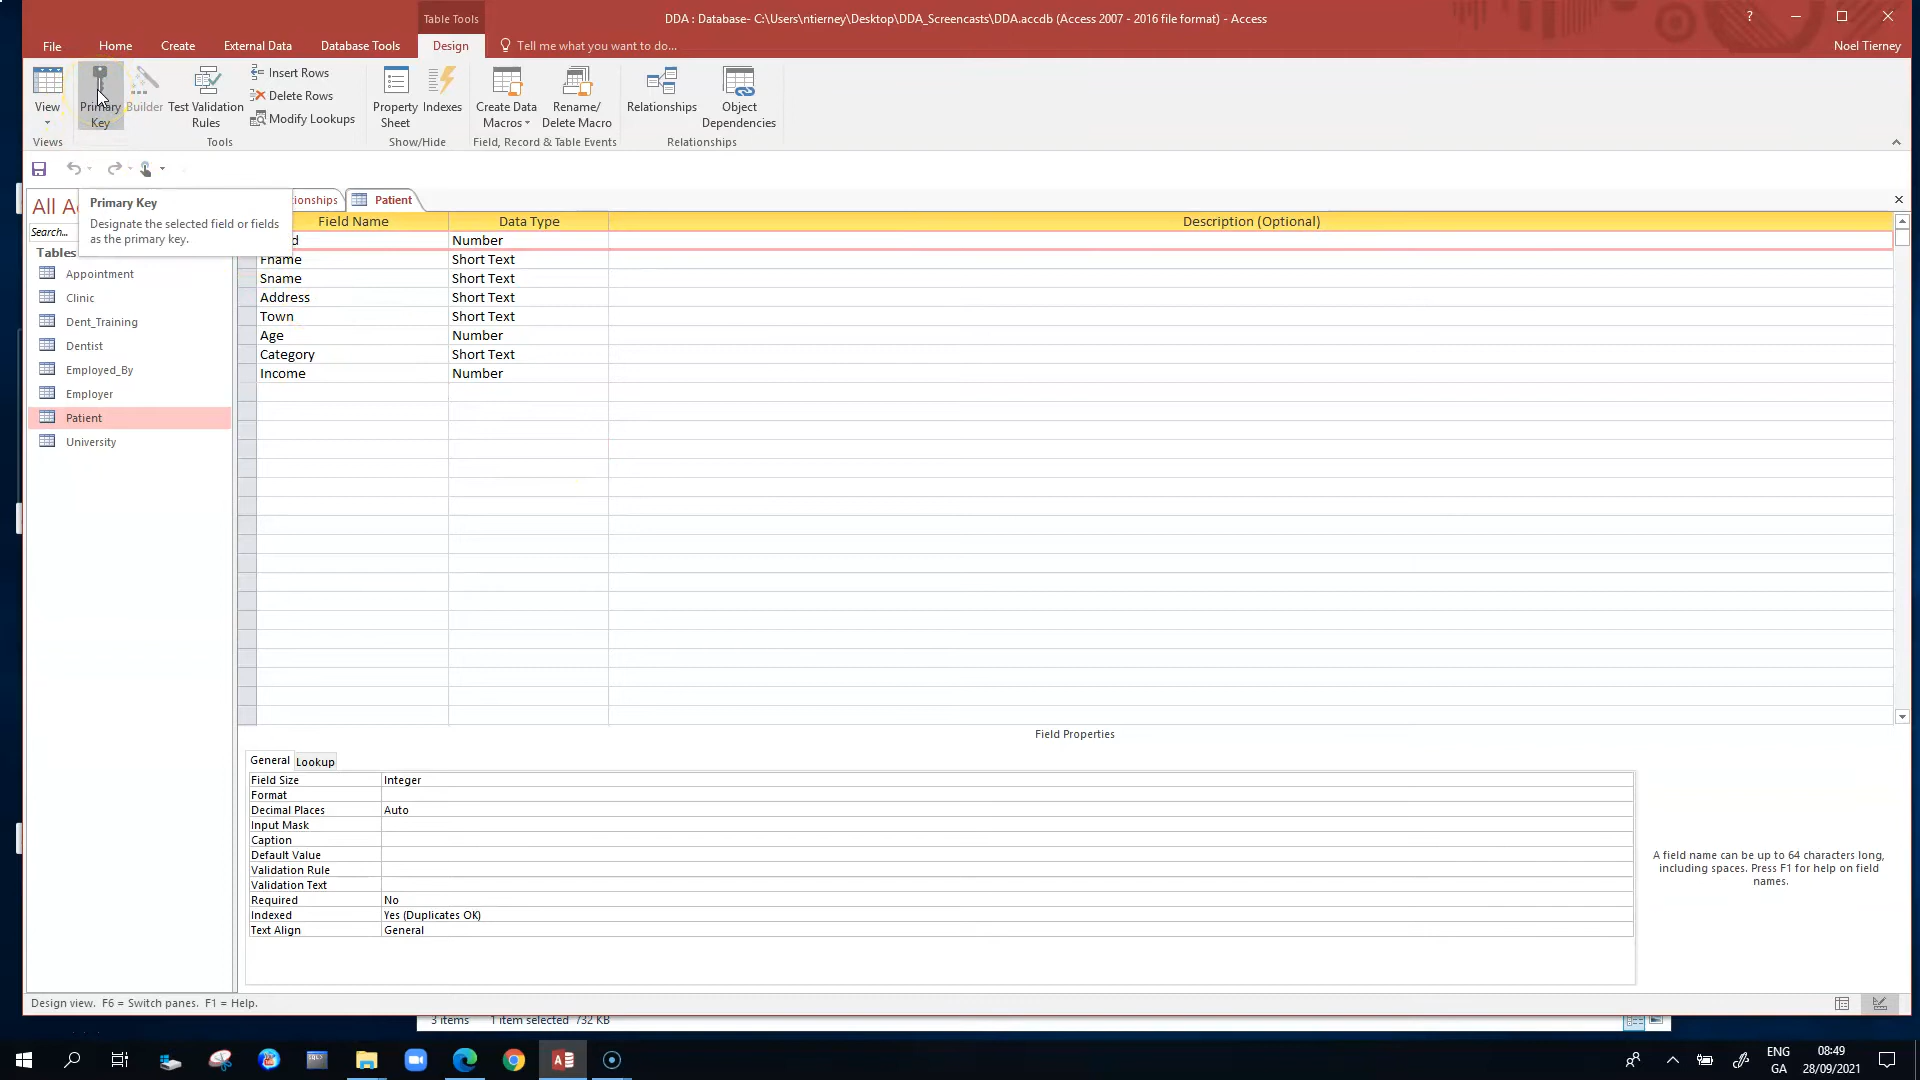 Table Tools
DDA : Database- C:\Users\ntierney\Desktop\DDA_Screencasts\DDA.accdb (Access 2007 - 2016 file format) - Access
?
File
Home
Create
External Data
Database Tools
Design
Tell me what you want to do...
Noel Tierney
View
Primary
Key
Builder
Test Validation
Rules
Insert Rows
Delete Rows
Modify Lookups
Property
Sheet
Indexes
Create Data
Macros
Rename/
Delete Macro
Relationships
Object
Dependencies
Views
Tools
Show/Hide
Field, Record & Table Events
Relationships
All A
Search...
Tables
Primary Key
Designate the selected field or fields
as the primary key.
ionships
Patient
Appointment
Clinic
Dent_Training
Dentist
Employed_By
Employer
Patient
University
Field Name Data Type Description (Optional)
d Number
Fname Short Text
Sname Short Text
Address Short Text
Town Short Text
Age Number
Category Short Text
Income Number
Field Properties
General Lookup
Field Size Integer
Format
Decimal Places Auto
Input Mask
Caption
Default Value
Validation Rule
Validation Text
Required No
Indexed Yes (Duplicates OK)
Text Align General
A field name can be up to 64 characters long,
including spaces. Press F1 for help on field
names.
Design view. F6 = Switch panes. F1 = Help.
3 items 1 item selected 732 KB
ENG
GA
08:49
28/09/2021